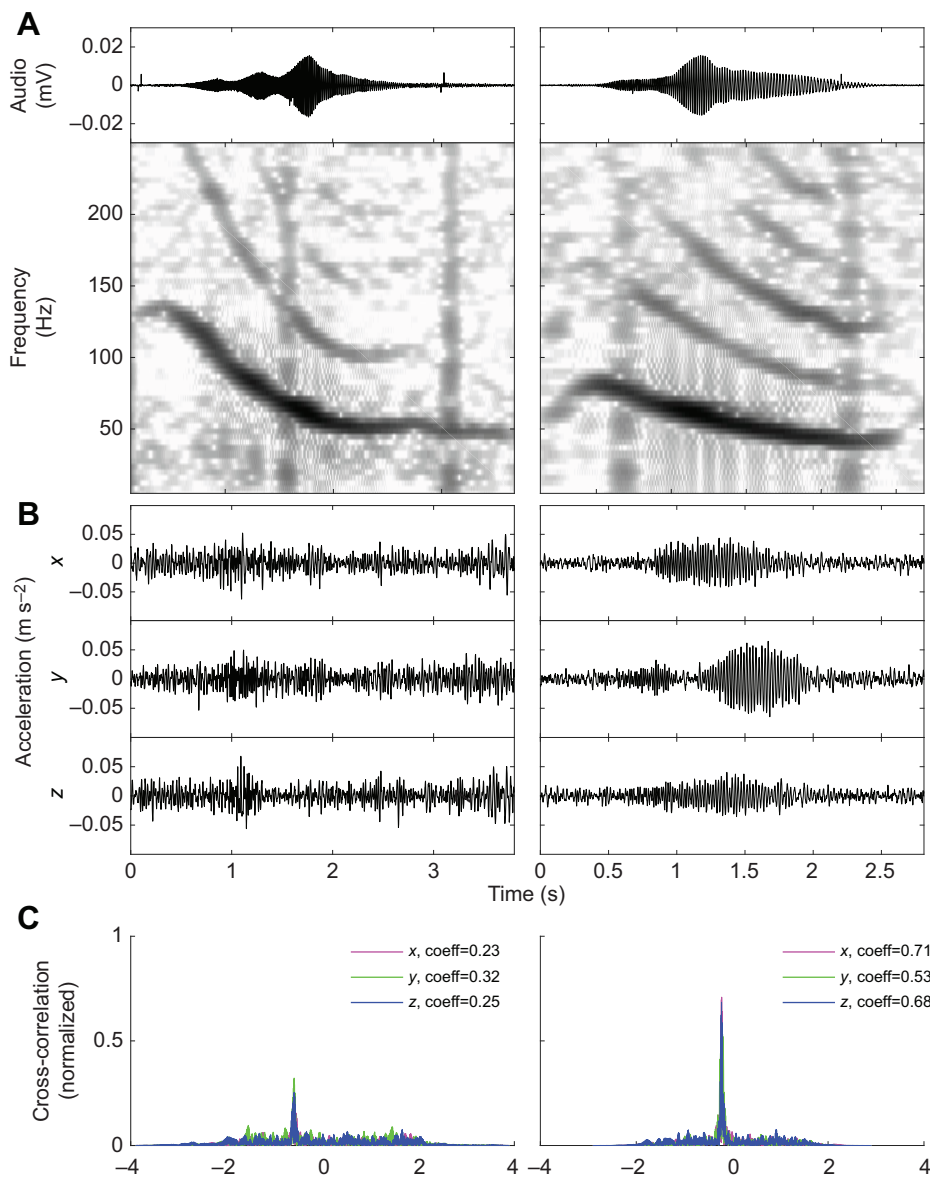 A
0.02
0
–0.02
Audio
(mV)
200
150
100
50
Frequency
(Hz)
B
0.05
0
–0.05
x
0.05
0
–0.05
y
0.05
0
–0.05
z
Acceleration (m s–2)
0 1 2 3 0 0.5 1.0 1.5 2.0 2.5
Time (s)
C
1
0.5
0
Cross-correlation
(normalized)
x, coeff=0.23
y, coeff=0.32
z, coeff=0.25
x, coeff=0.71
y, coeff=0.53
z, coeff=0.68
–4 –2 0 2 4 –4 –2 0 2 4